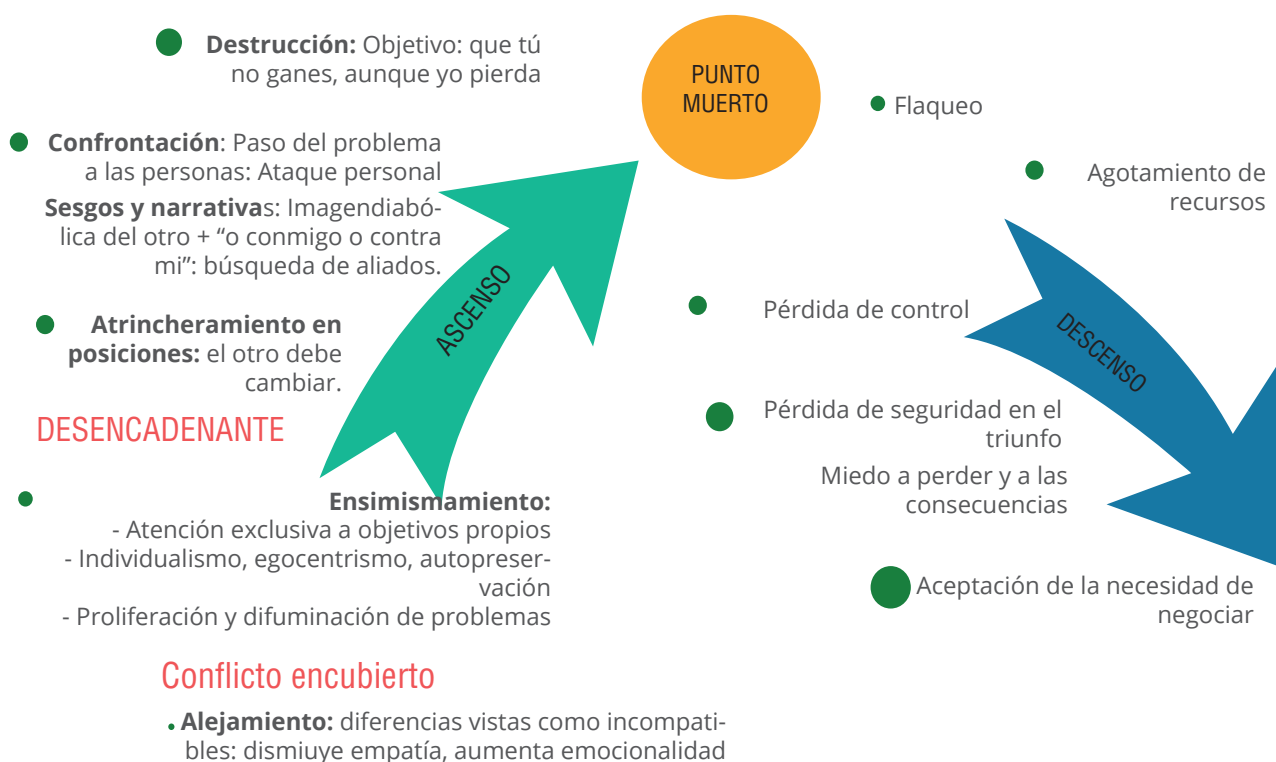 Destrucción: Objetivo: que tú
no ganes, aunque yo pierda
Confrontación: Paso del problema
a las personas: Ataque personal
Sesgos y narrativas: Imagendiabó-
lica del otro + “o conmigo o contra
mi”: búsqueda de aliados.
Atrincheramiento en
posiciones: el otro debe
cambiar.
DESENCADENANTE
Ensimismamiento:
- Atención exclusiva a objetivos propios
- Individualismo, egocentrismo, autopreser-
vación
- Proliferación y difuminación de problemas
Conflicto encubierto
Alejamiento: diferencias vistas como incompati-
bles: dismiuye empatía, aumenta emocionalidad
ASCENSO
PUNTO
MUERTO
Flaqueo
Agotamiento de
recursos
Pérdida de control
DESCENSO
Pérdida de seguridad en el
triunfo
Miedo a perder y a las
consecuencias
Aceptación de la necesidad de
negociar